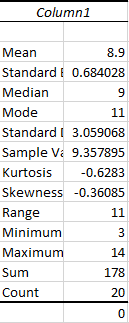 Column1
Mean 8.9
Standard E 0.684028
Median 9
Mode 11
Standard D 3.059068
Sample Va 9.357895
Kurtosis -0.6283
Skewness -0.36085
Range 11
Minimum 3
Maximum 14
Sum 178
Count 20
0